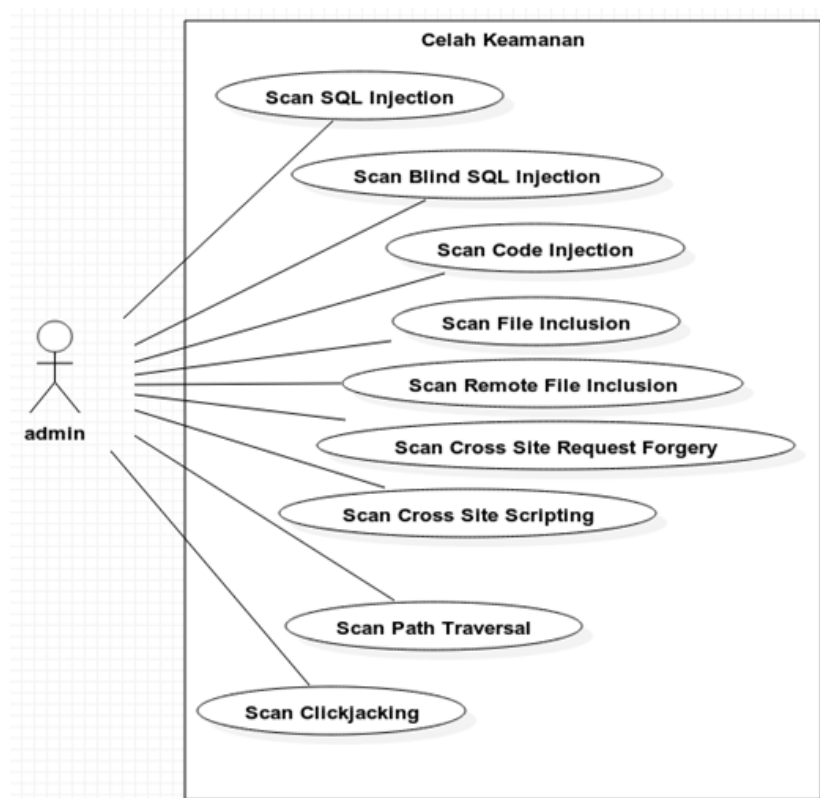 Celah Keamanan
Scan SQL Injection
Scan Blind SQL Injection
Scan Code Injection
Scan File Inclusion
Scan Remote File Inclusion
admin
Scan Cross Site Request Forgery
Scan Cross Site Scripting
Scan Path Traversal
Scan Clickjacking